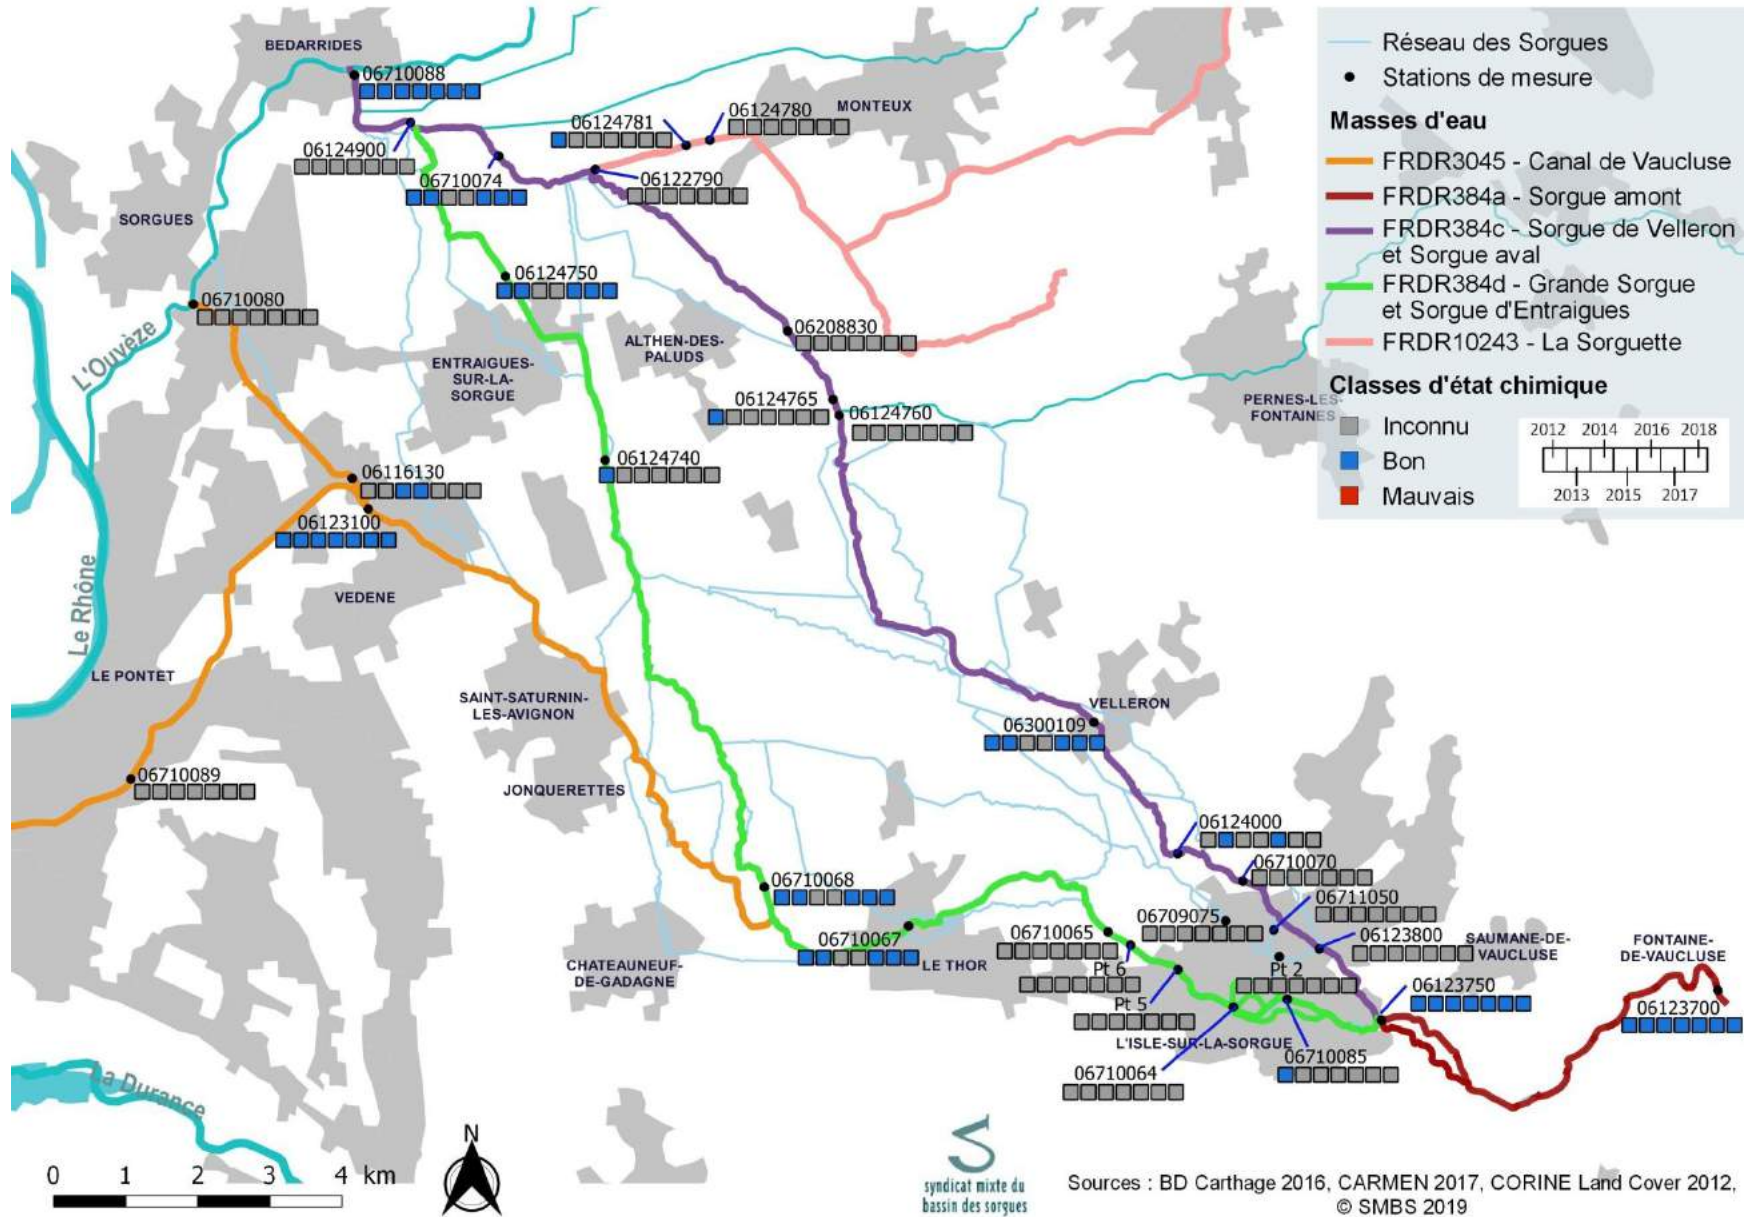 BEDARRIDES
06710088
06124781
06124780
MONTEUX
06124900
06710074
06122790
SORGUES
06710080
06124750
L'Ouvèze
ENTRAIGUES-
SUR-LA-
SORGUE
ALTHEN-DES-
PALUDS
06208830
06124765
06124760
PERNES-LES-
FONTAINES
06124740
06116130
06123100
Le Rhône
VEDENE
LE PONTET
SAINT-SATURNIN-
LES-AVIGNON
VELLERON
06300109
06710089
JONQUERETTES
06124000
06710070
06710068
06711050
06709075
06710065
06710067
06123800
LE THOR
CHATEAUNEUF-
DE-GADAGNE
Pt 6
Pt 2
Pt 5
SAUMANE-DE-
VAUCLUSE
FONTAINE-
DE-VAUCLUSE
06123750
06123700
L'ISLE-SUR-LA-SORGUE
06710085
06710064
La Durance
Réseau des Sorgues
Stations de mesure
Masses d'eau
FRDR3045 - Canal de Vaucluse
FRDR384a - Sorgue amont
FRDR384c - Sorgue de Velleron
et Sorgue aval
FRDR384d - Grande Sorgue
et Sorgue d'Entraigues
FRDR10243 - La Sorguette
Classes d'état chimique
Inconnu
Bon
Mauvais
2012 2014 2016 2018
2013 2015 2017
N
0 1 2 3 4 km
syndicat mixte du
bassin des sorgues
Sources : BD Carthage 2016, CARMEN 2017, CORINE Land Cover 2012,
© SMBS 2019